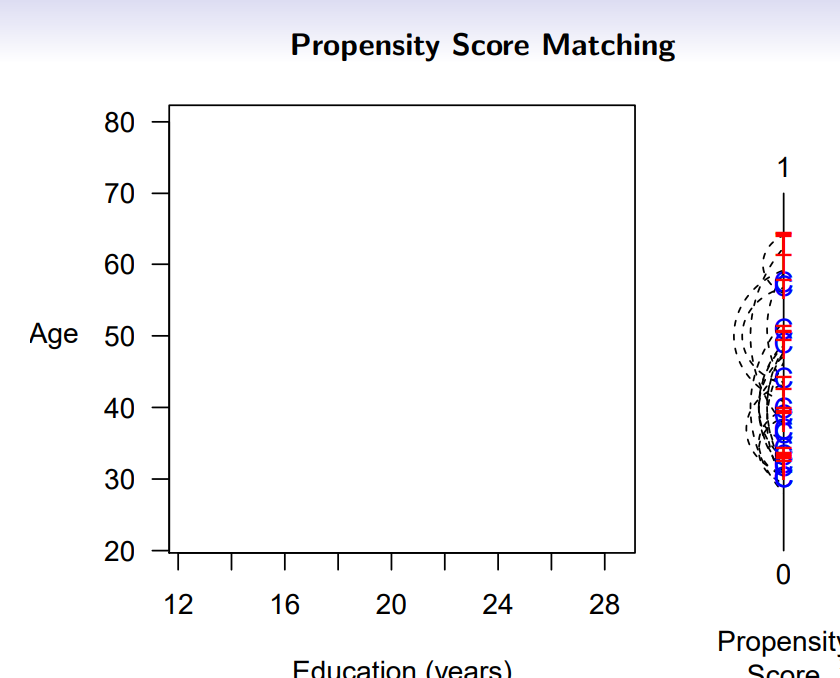 Propensity Score Matching
80
70
60
Age 50
40
30
20
12 16 20 24 28
Education (years)
1
0
Propensity
Score